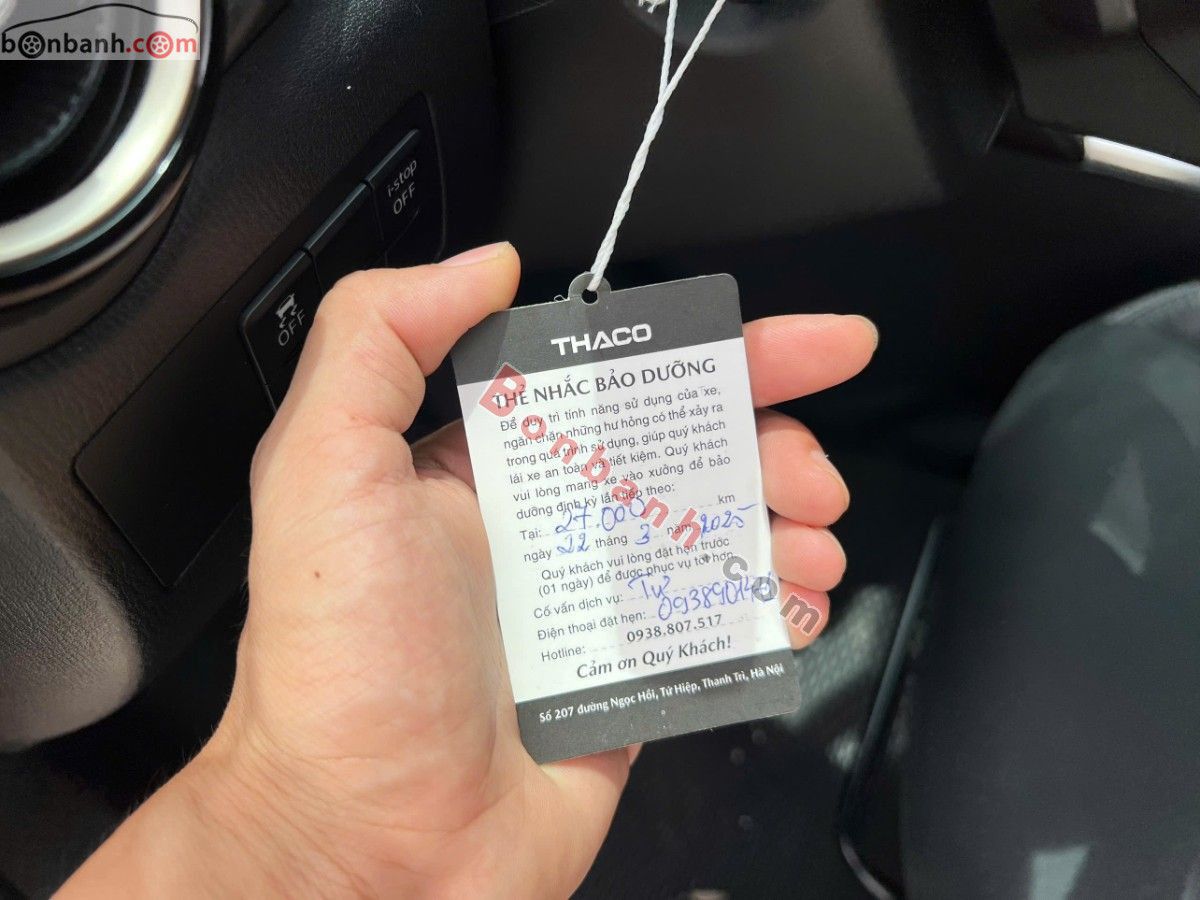 bonbanh.com
i-stop
OFF
OFF
THACO
THẺ NHẮC BẢO DƯỠNG
Để duy trì tính năng sử dụng của xe,
ngăn chặn những hư hỏng có thể xảy ra
trong quá trình sử dụng, giúp quý khách
lái xe an toàn và tiết kiệm. Quý khách
vui lòng mang xe vào xưởng để bảo
dưỡng định kỳ lần tiếp theo:
Tại: 27.000 km
ngày 22 tháng 3 năm 2025
Quý khách vui lòng đặt hẹn trước
(01 ngày) để được phục vụ tốt hơn
Cố vấn dịch vụ:
Điện thoại đặt hẹn:
Hotline: 0938.807.517
Cảm ơn Quý Khách!
Số 207 đường Ngọc Hồi, Tứ Hiệp, Thanh Trì, Hà Nội
Bonbanh.com